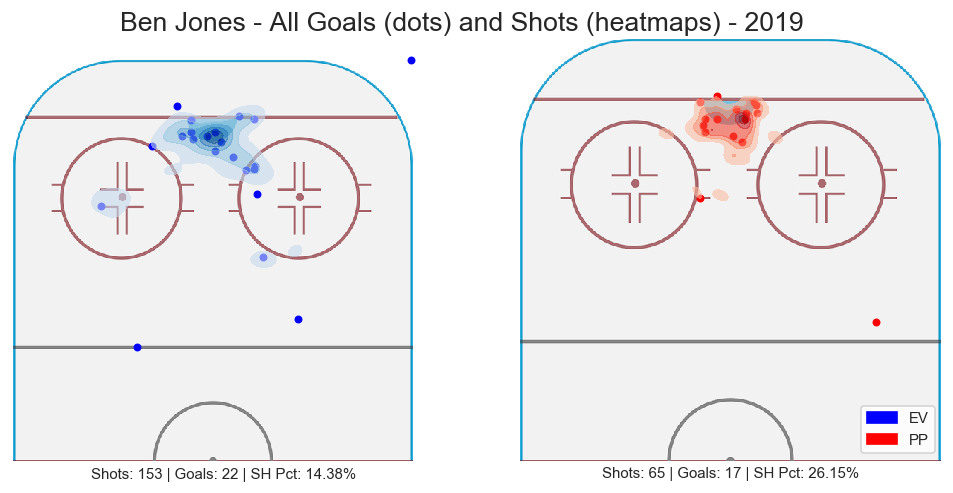 Ben Jones - All Goals (dots) and Shots (heatmaps) - 2019
EV
PP
Shots: 153 | Goals: 22 | SH Pct: 14.38%
Shots: 65 | Goals: 17 | SH Pct: 26.15%